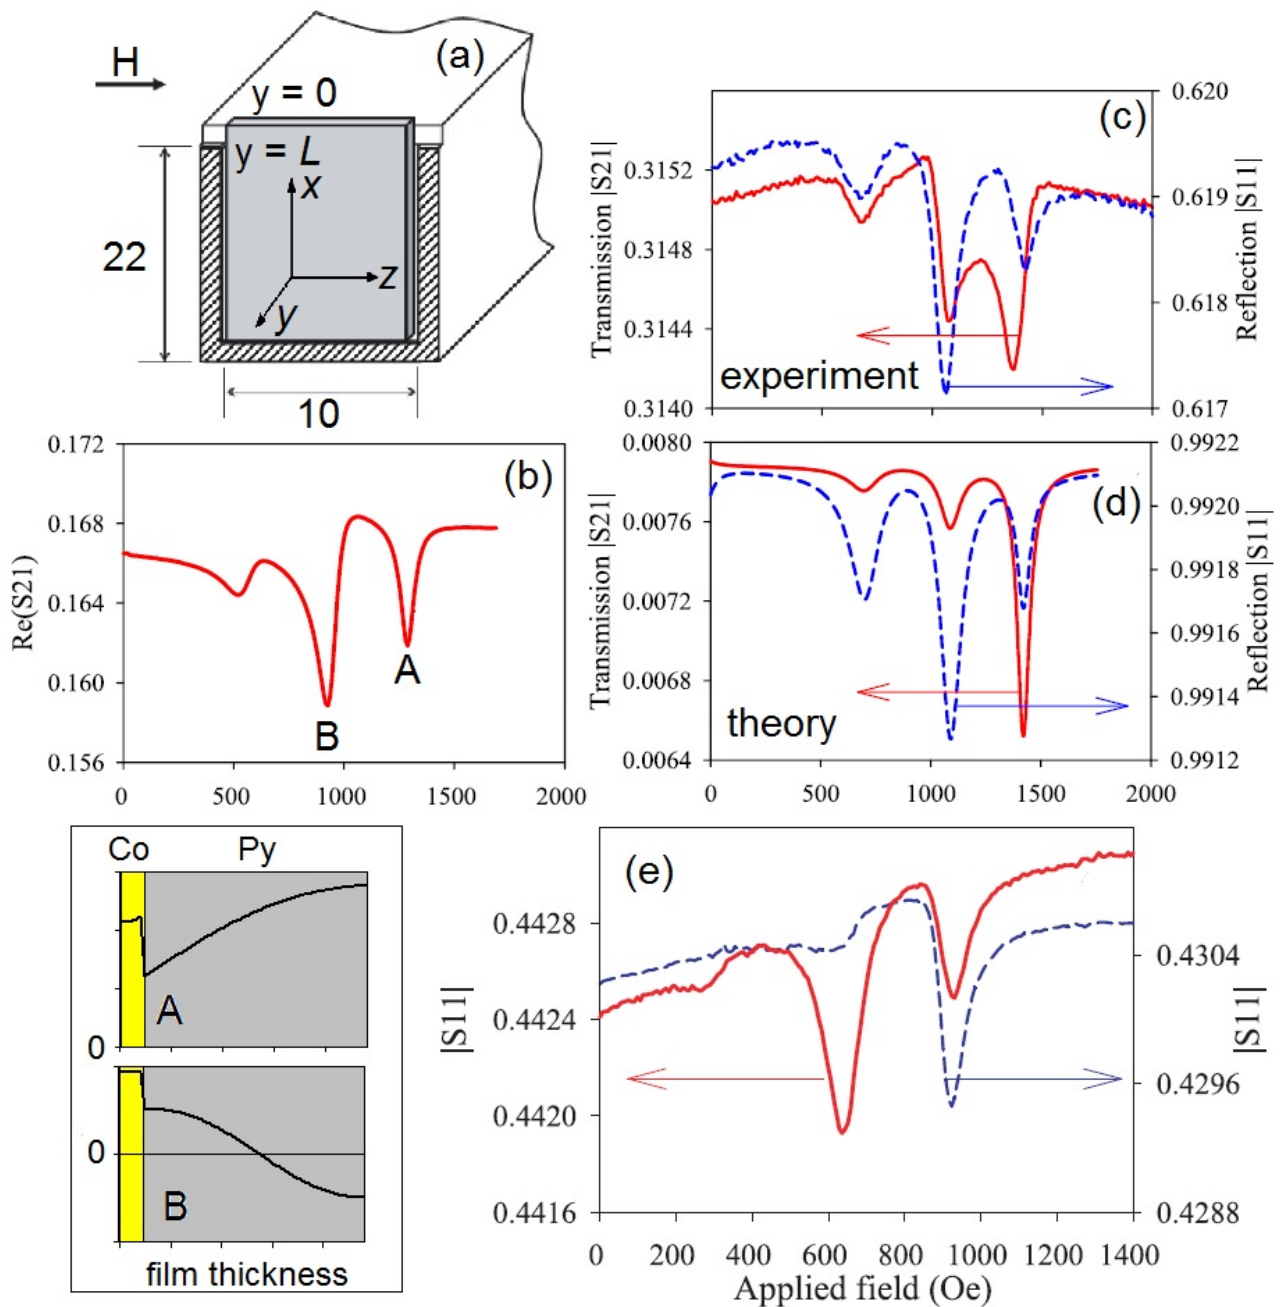 (a)
H
y = 0
y = L
x
z
y
22
10
(b)
Re(S21)
0.172
0.168
0.164
0.160
0.156
A
B
0 500 1000 1500 2000
(c)
Transmission |S21|
0.3152
0.3148
0.3144
0.3140
0.620
0.619
0.618
0.617
Reflection |S11|
experiment
(d)
Transmission |S21|
0.0080
0.0076
0.0072
0.0068
0.0064
0.9922
0.9920
0.9918
0.9916
0.9914
0.9912
Reflection |S11|
theory
0 500 1000 1500 2000
Co Py
A
0
0
B
film thickness
(e)
|S11|
0.4428
0.4424
0.4420
0.4416
0.4304
0.4296
0.4288
|S11|
0 200 400 600 800 1000 1200 1400
Applied field (Oe)